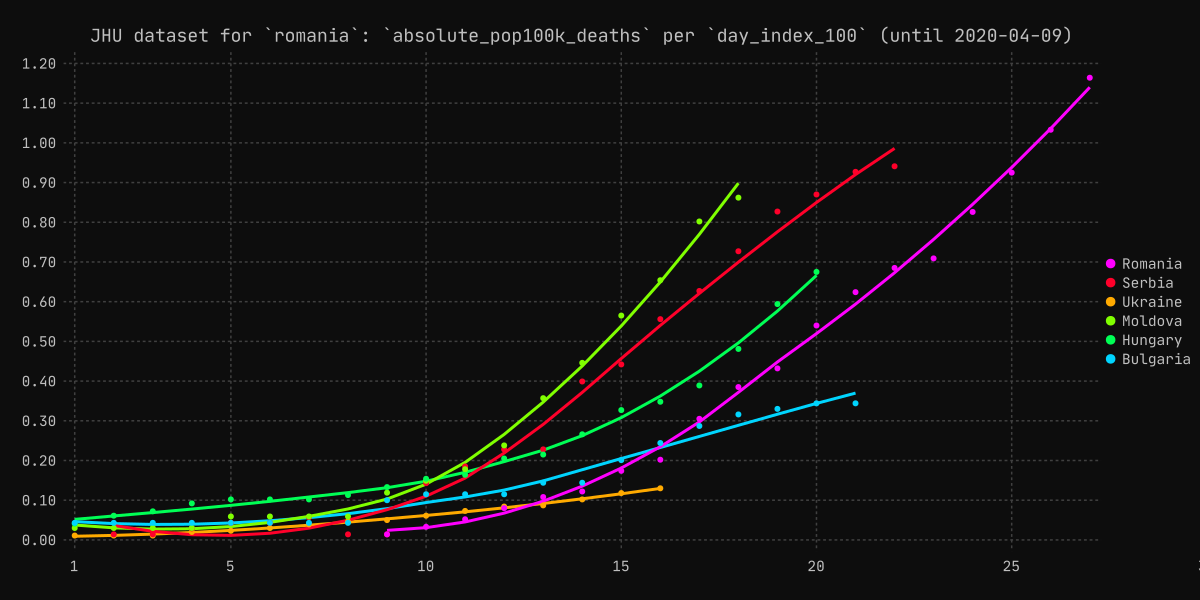 JHU dataset for `romania`: `absolute_pop100k_deaths` per `day_index_100` (until 2020-04-09)
1.20
1.10
1.00
0.90
0.80
0.70
0.60
0.50
0.40
0.30
0.20
0.10
0.00
1 5 10 15 20 25
Romania
Serbia
Ukraine
Moldova
Hungary
Bulgaria